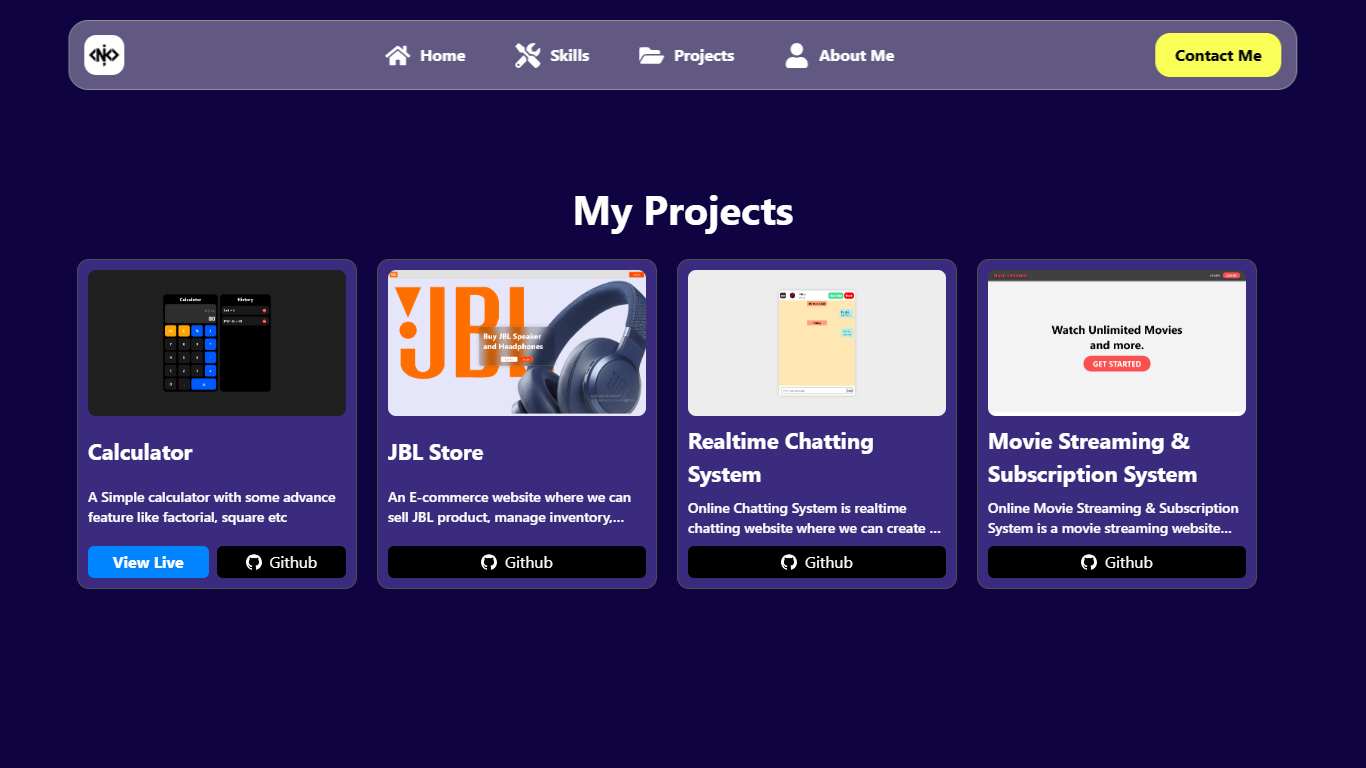 Home
Skills
Projects
About Me
Contact Me
My Projects
Calculator
History
80
JBL
Buy JBL Speaker
and Headphones
Watch Unlimited Movies
and more.
GET STARTED
Calculator
JBL Store
Realtime Chatting
System
Movie Streaming &
Subscription System
A Simple calculator with some advance
feature like factorial, square etc
An E-commerce website where we can
sell JBL product, manage inventory,...
Online Chatting System is realtime
chatting website where we can create ...
Online Movie Streaming & Subscription
System is a movie streaming website...
View Live
Github
Github
Github
Github